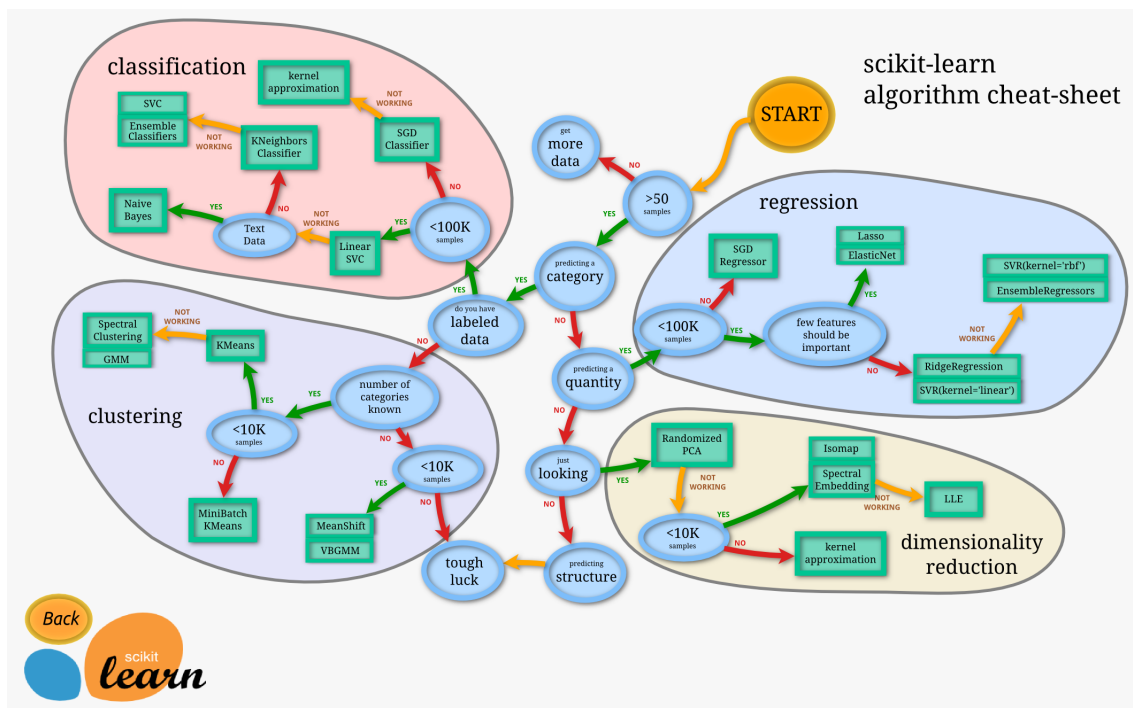 scikit-learn
algorithm cheat-sheet
START
classification
kernel
approximation
NOT
WORKING
SVC
Ensemble
Classifiers
NOT
WORKING
KNeighbors
Classifier
SGD
Classifier
NO
Naive
Bayes
YES
Text
Data
NO
NOT
WORKING
Linear
SVC
YES
<100K
samples
get
more
data
NO
>50
samples
YES
predicting a
category
YES
NO
do you have
labeled
data
YES
NO
predicting a
quantity
YES
NO
just
looking
YES
NO
predicting
structure
tough
luck
regression
SGD
Regressor
NO
<100K
samples
YES
Lasso
ElasticNet
YES
few features
should be
important
NO
SVR(kernel='rbf')
EnsembleRegressors
NOT
WORKING
RidgeRegression
SVR(kernel='linear')
clustering
Spectral
Clustering
GMM
NOT
WORKING
KMeans
YES
<10K
samples
YES
number of
categories
known
NO
NO
MiniBatch
KMeans
<10K
samples
YES
NO
MeanShift
VBGMM
Randomized
PCA
NOT
WORKING
<10K
samples
YES
NO
Isomap
Spectral
Embedding
NOT
WORKING
LLE
kernel
approximation
dimensionality
reduction
Back
scikit
learn